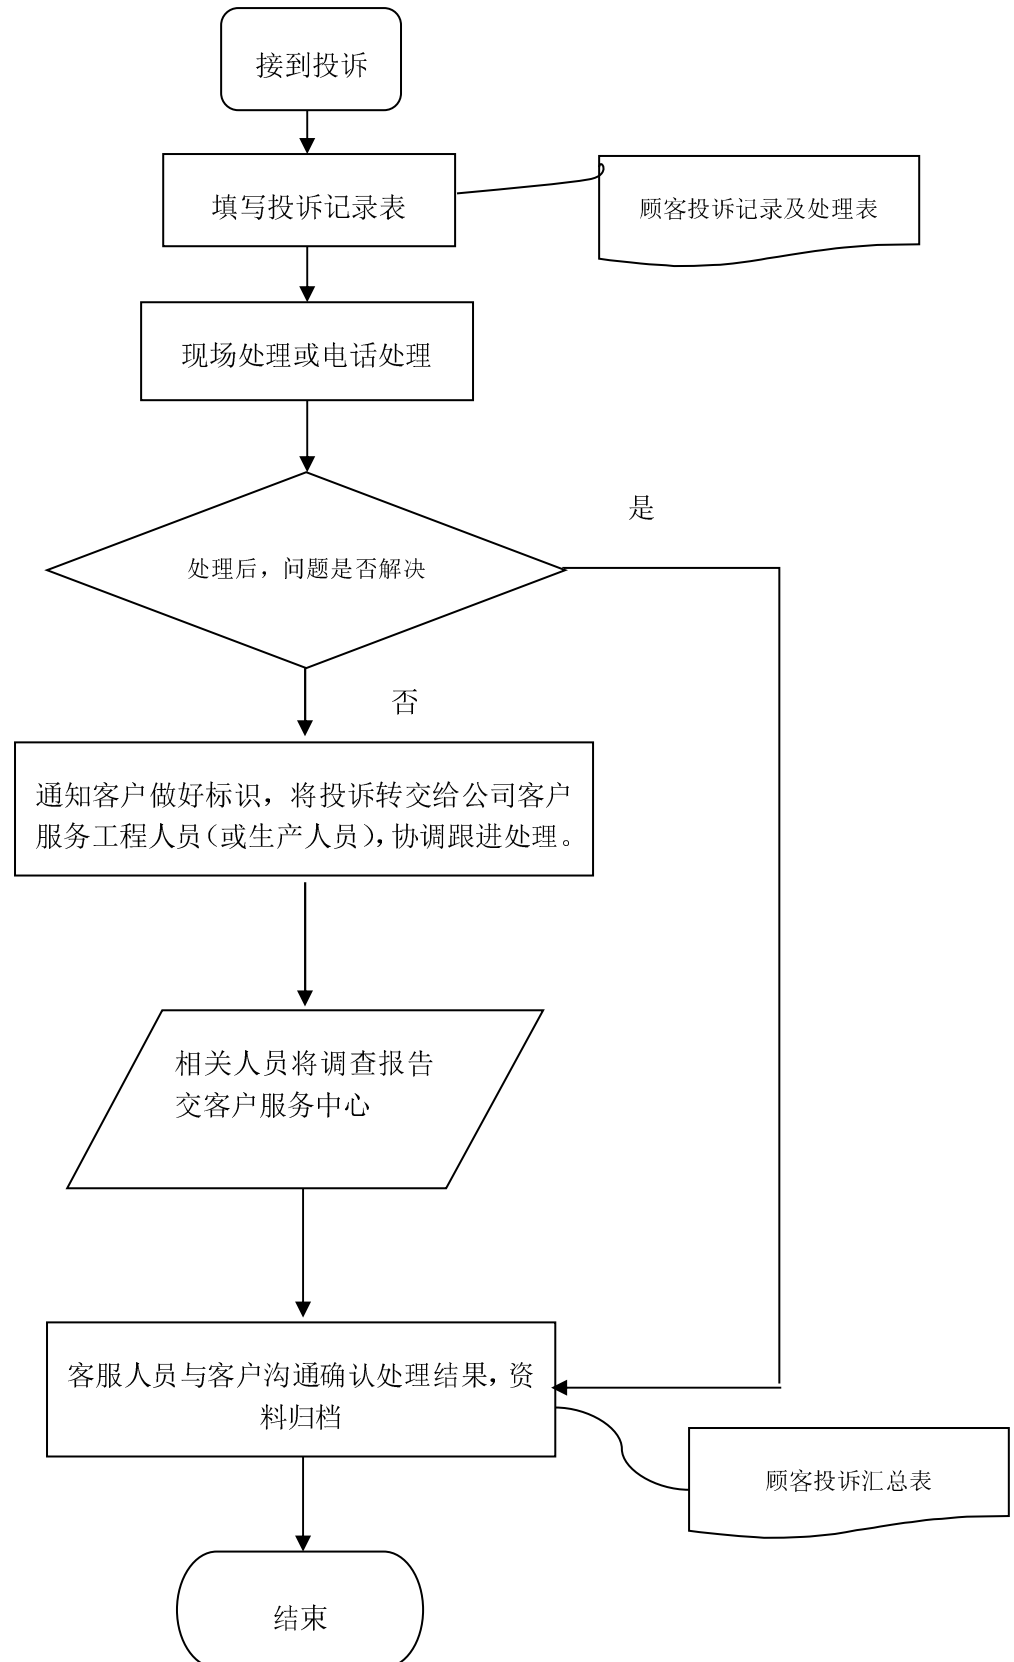 接到投诉
填写投诉记录表
顾客投诉记录及处理表
现场处理或电话处理
是
处理后，问题是否解决
否
通知客户做好标识，将投诉转交给公司客户
服务工程人员(或生产人员)，协调跟进处理。
相关人员将调查报告
交客户服务中心
客服人员与客户沟通确认处理结果，资
料归档
顾客投诉汇总表
结束